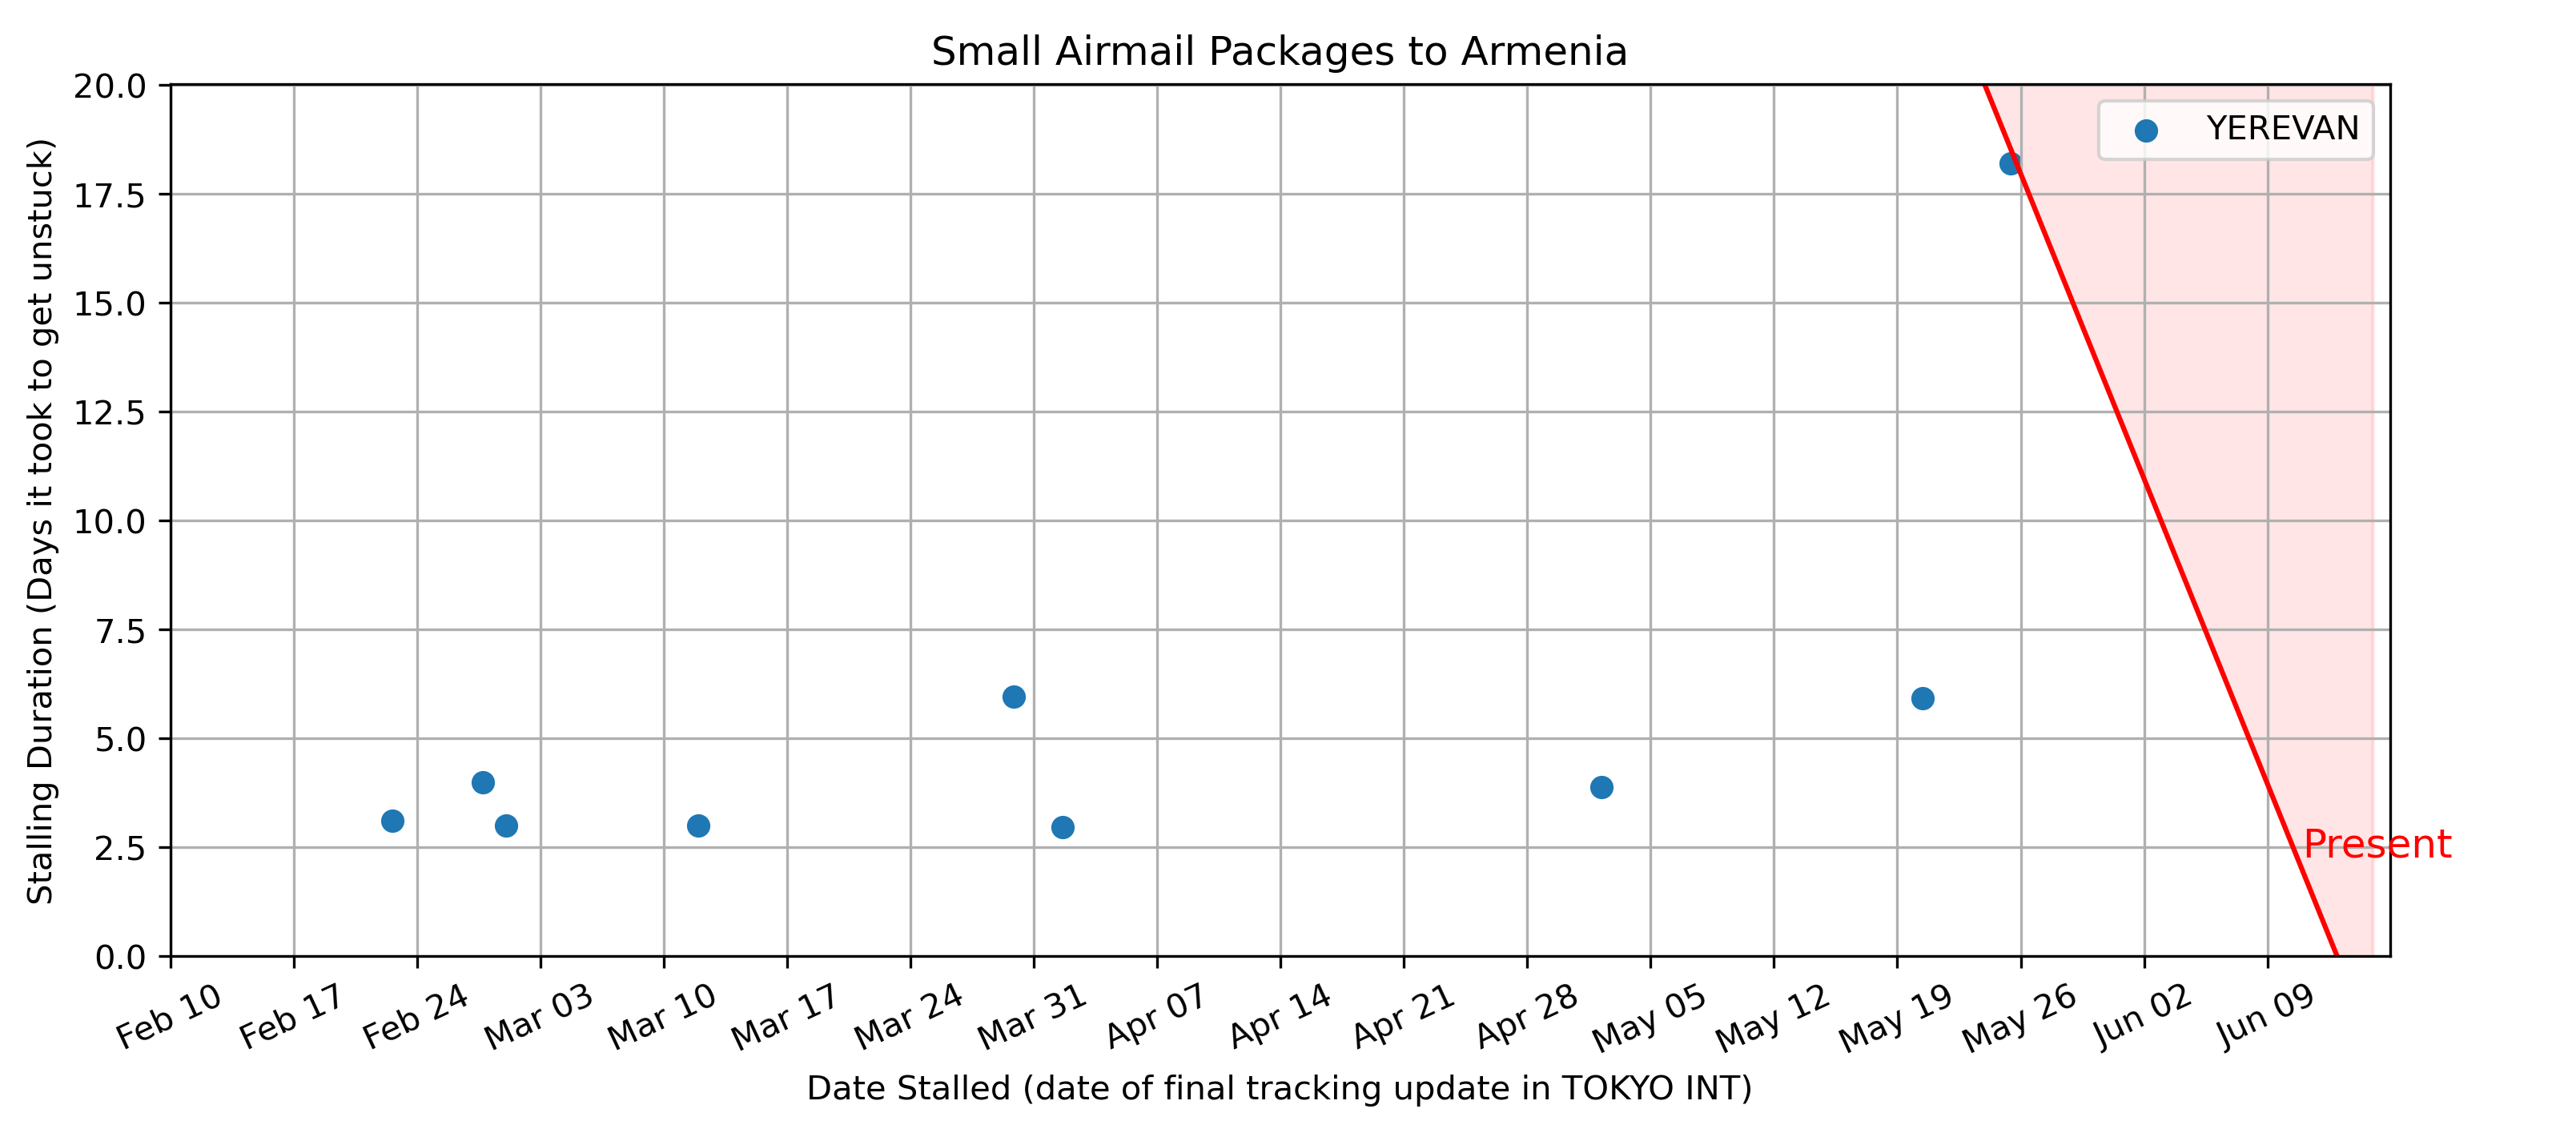 Small Airmail Packages to Armenia
Stalling Duration (Days it took to get unstuck)
20.0
17.5
15.0
12.5
10.0
7.5
5.0
2.5
0.0
YEREVAN
Present
Feb 10
Feb 17
Feb 24
Mar 03
Mar 10
Mar 17
Mar 24
Mar 31
Apr 07
Apr 14
Apr 21
Apr 28
May 05
May 12
May 19
May 26
Jun 02
Jun 09
Date Stalled (date of final tracking update in TOKYO INT)